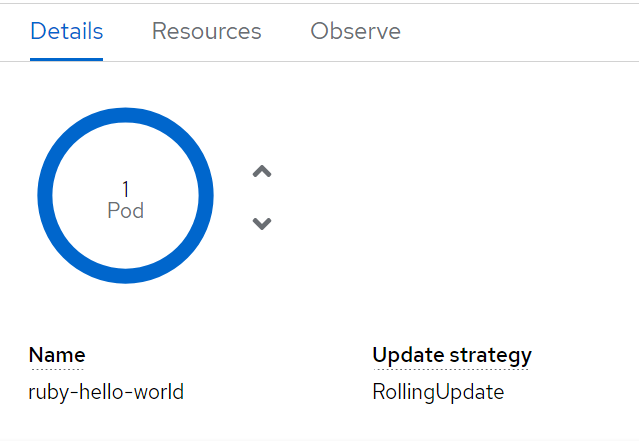 Details Resources Observe
1
Pod
Name Update strategy
ruby-hello-world RollingUpdate